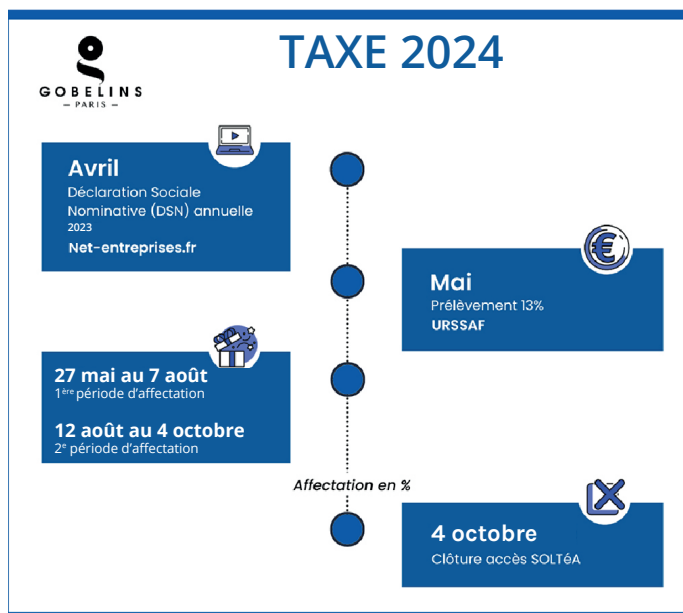 TAXE 2024
GOBELINS
– PARIS –
Avril
Déclaration Sociale
Nominative (DSN) annuelle
2023
Net-entreprises.fr
Mai
Prélèvement 13%
URSSAF
27 mai au 7 août
1ère période d'affectation
12 août au 4 octobre
2e période d'affectation
Affectation en %
4 octobre
Clôture accès SOLTéA